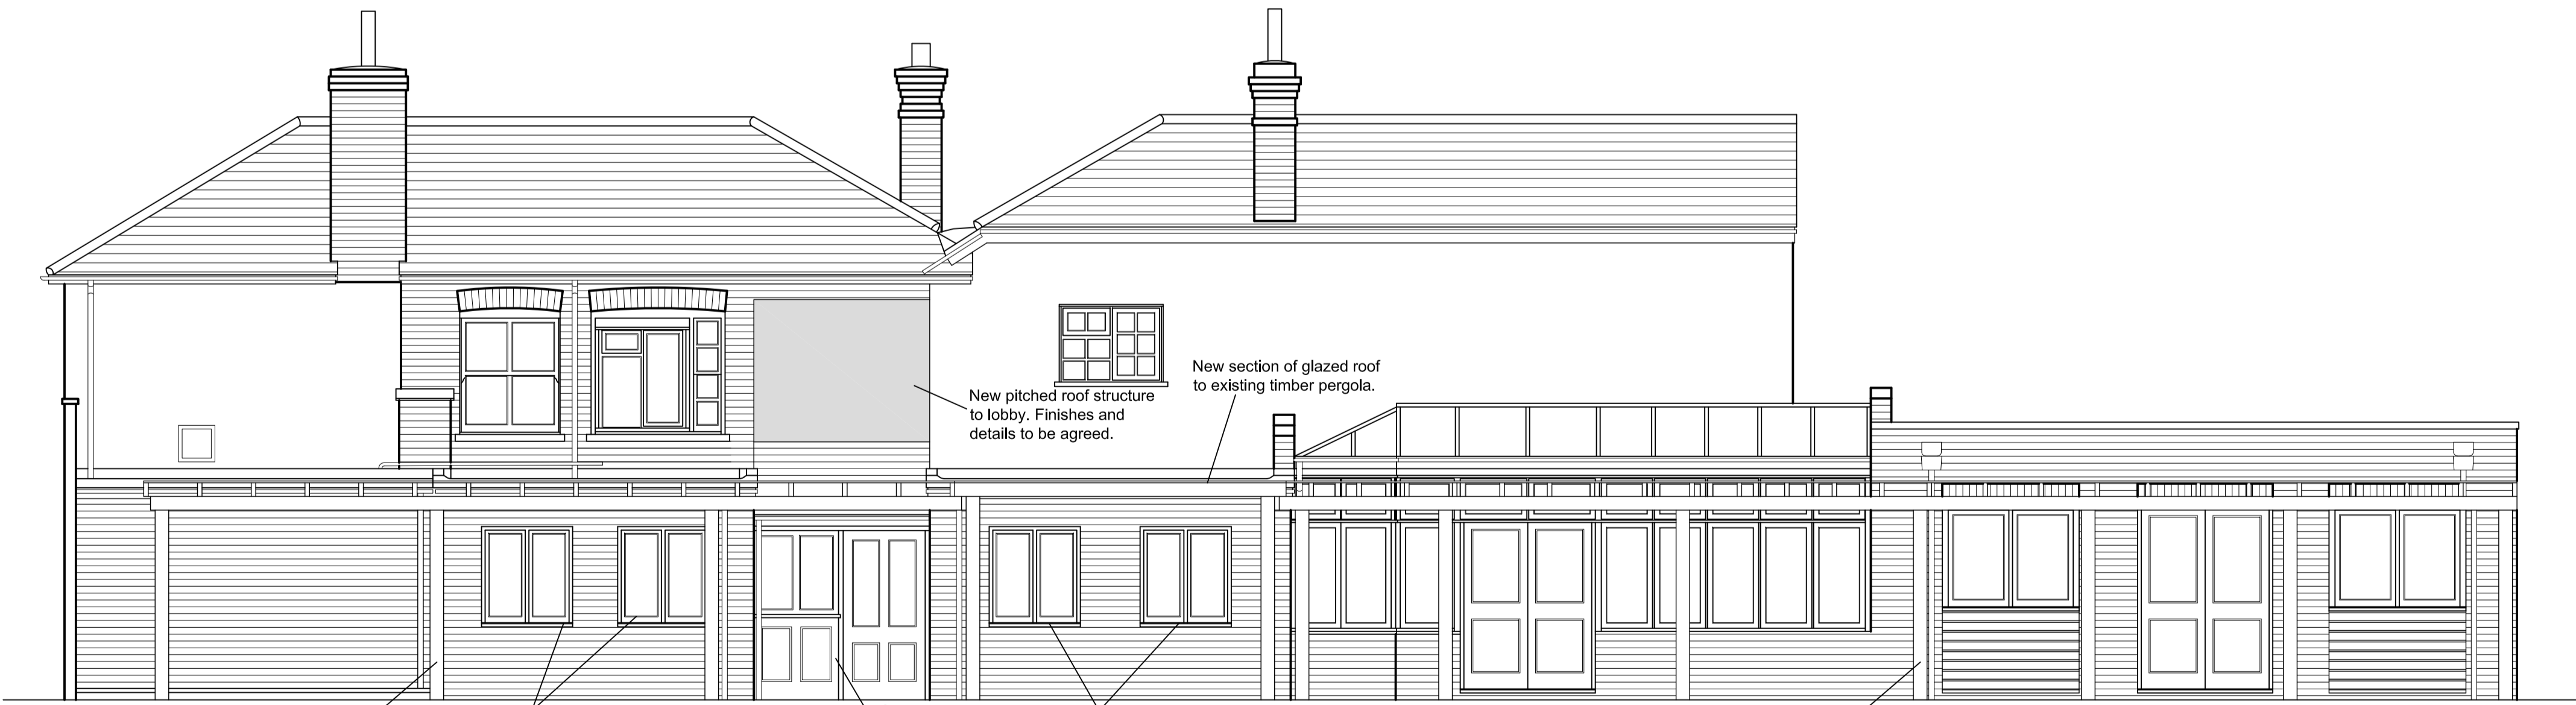 New pitched roof structure
to lobby. Finishes and
details to be agreed.
New section of glazed roof
to existing timber pergola.